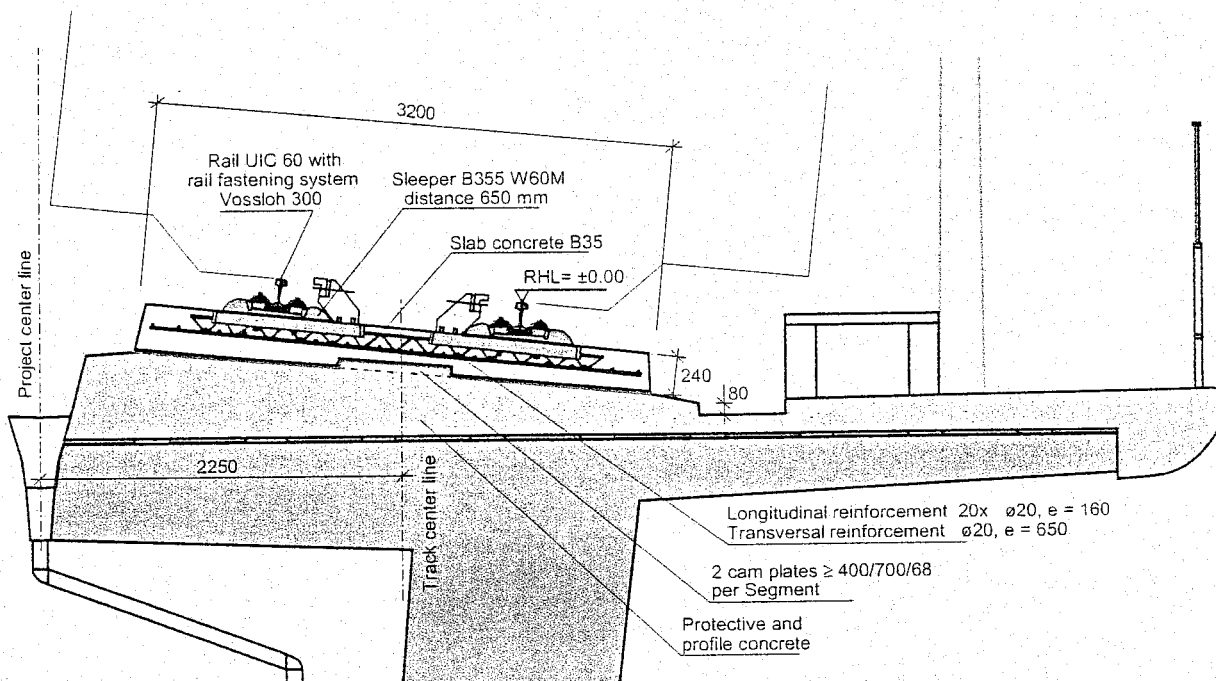 3200
Rail UIC 60 with
rail fastening system
Vossloh 300
Sleeper B355 W60M
distance 650 mm
Slab concrete B35
RHL= ±0.00
Project center line
240
80
2250
Track center line
Longitudinal reinforcement 20x ø20, e = 160
Transversal reinforcement ø20, e = 650
2 cam plates ≥ 400/700/68
per Segment
Protective and
profile concrete